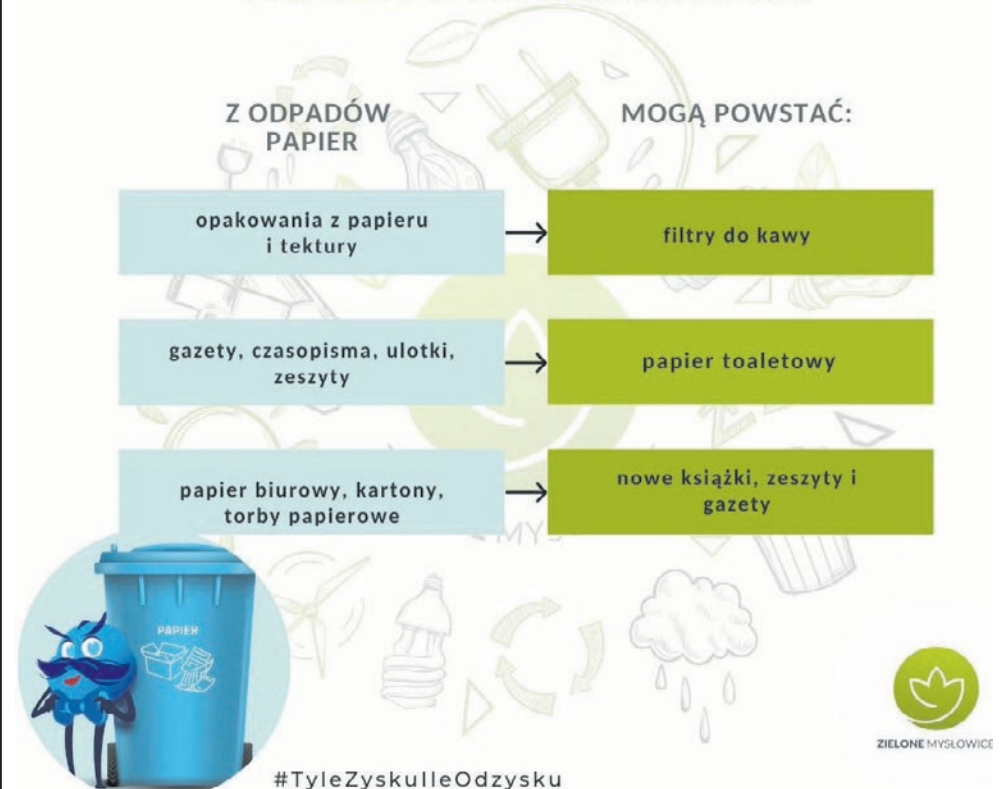 Z ODPADÓW
PAPIER
MOGĄ POWSTAĆ:
opakowania z papieru
i tektury
filtry do kawy
gazety, czasopisma, ulotki,
zeszyty
papier toaletowy
papier biurowy, kartony,
torby papierowe
nowe książki, zeszyty i
gazety
MYS
PAPIER
ZIELONE MYSŁOWICE
#TyleZyskuIleOdzysku